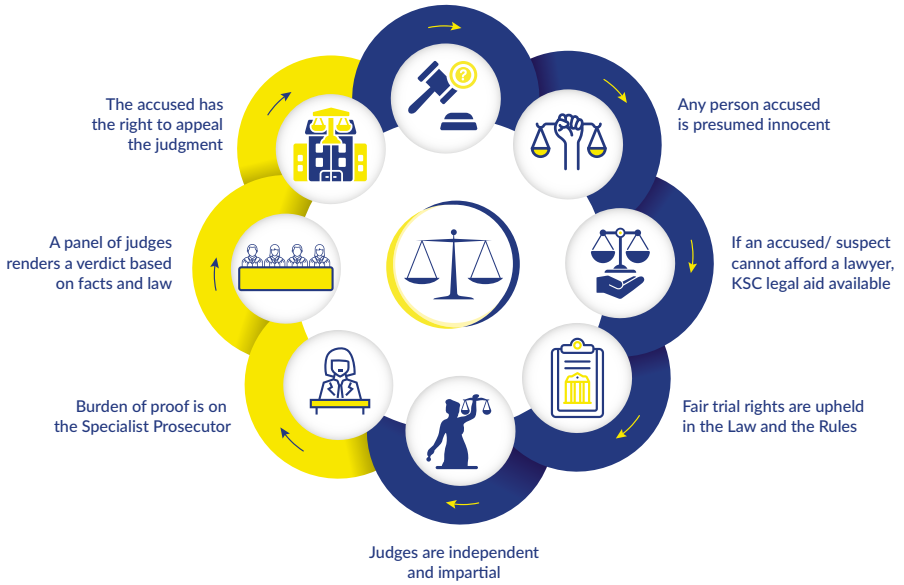 Any person accused
is presumed innocent
If an accused/ suspect
cannot afford a lawyer,
KSC legal aid available
Fair trial rights are upheld
in the Law and the Rules
Judges are independent
and impartial
Burden of proof is on
the Specialist Prosecutor
A panel of judges
renders a verdict based
on facts and law
The accused has
the right to appeal
the judgment
?